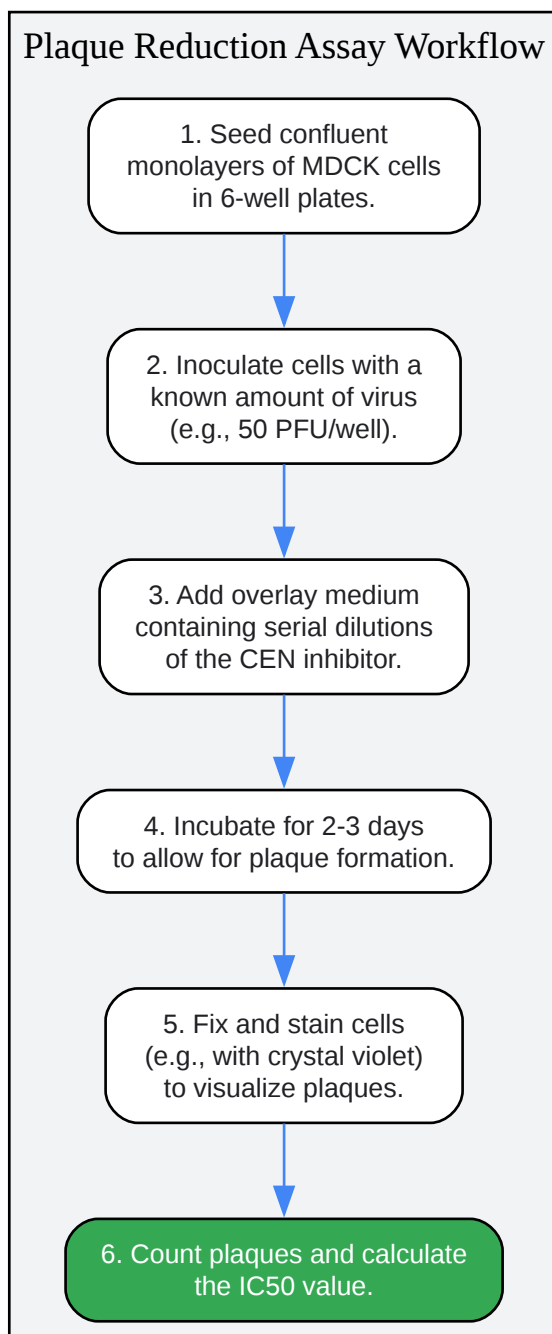 Plaque Reduction Assay Workflow
1. Seed confluent
monolayers of MDCK cells
in 6-well plates.
2. Inoculate cells with a
known amount of virus
(e.g., 50 PFU/well).
3. Add overlay medium
containing serial dilutions
of the CEN inhibitor.
4. Incubate for 2-3 days
to allow for plaque formation.
5. Fix and stain cells
(e.g., with crystal violet)
to visualize plaques.
6. Count plaques and calculate
the IC50 value.